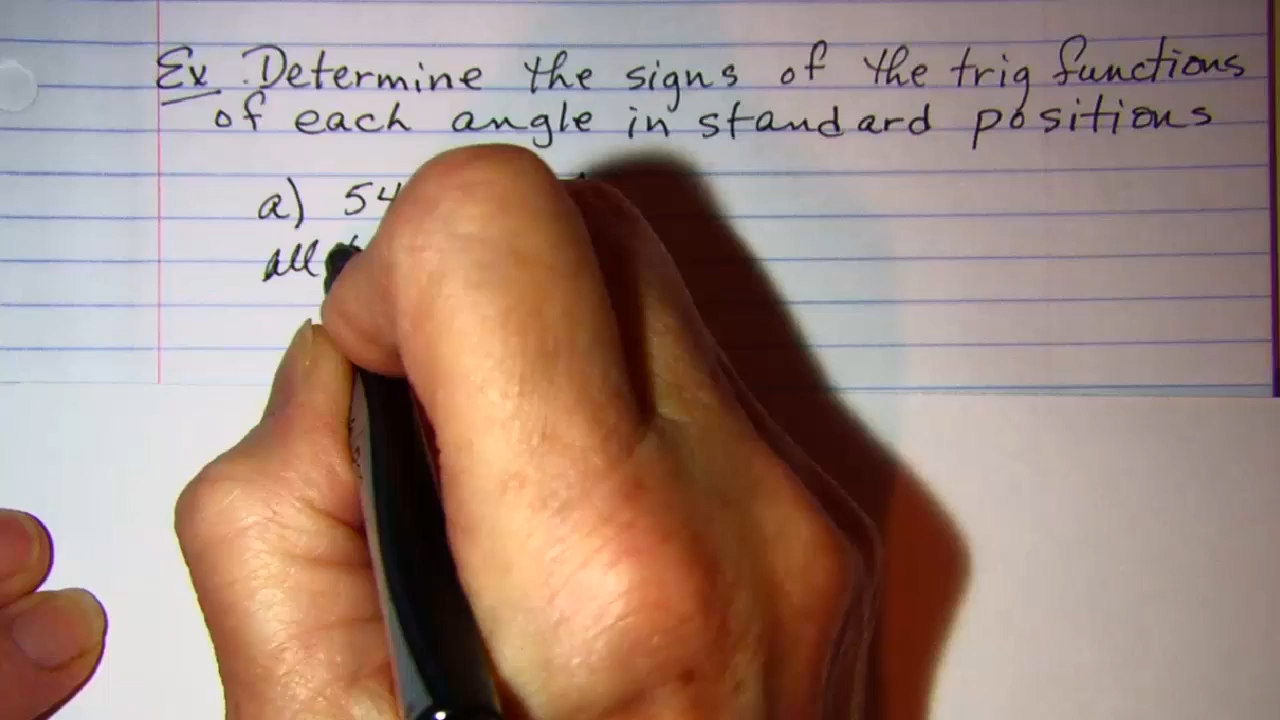 Ex. Determine the signs of the trig functions
of each angle in standard positions
a) 54
all